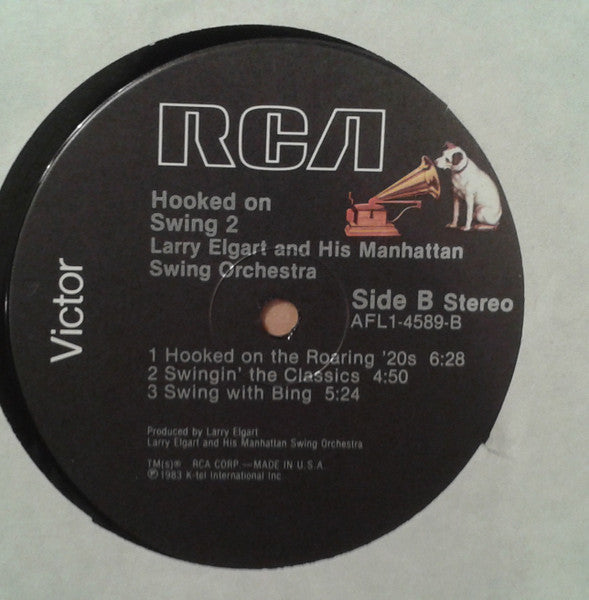 RCA
Hooked on
Swing 2
Larry Elgart and His Manhattan
Swing Orchestra
Victor
Side B Stereo
AFL1-4589-B
1 Hooked on the Roaring '20s 6:28
2 Swingin' the Classics 4:50
3 Swing with Bing 5:24
Produced by Larry Elgart
Larry Elgart and His Manhattan Swing Orchestra
TM(s)® RCA CORP.—MADE IN U.S.A.
℗ 1983 K-tel International Inc